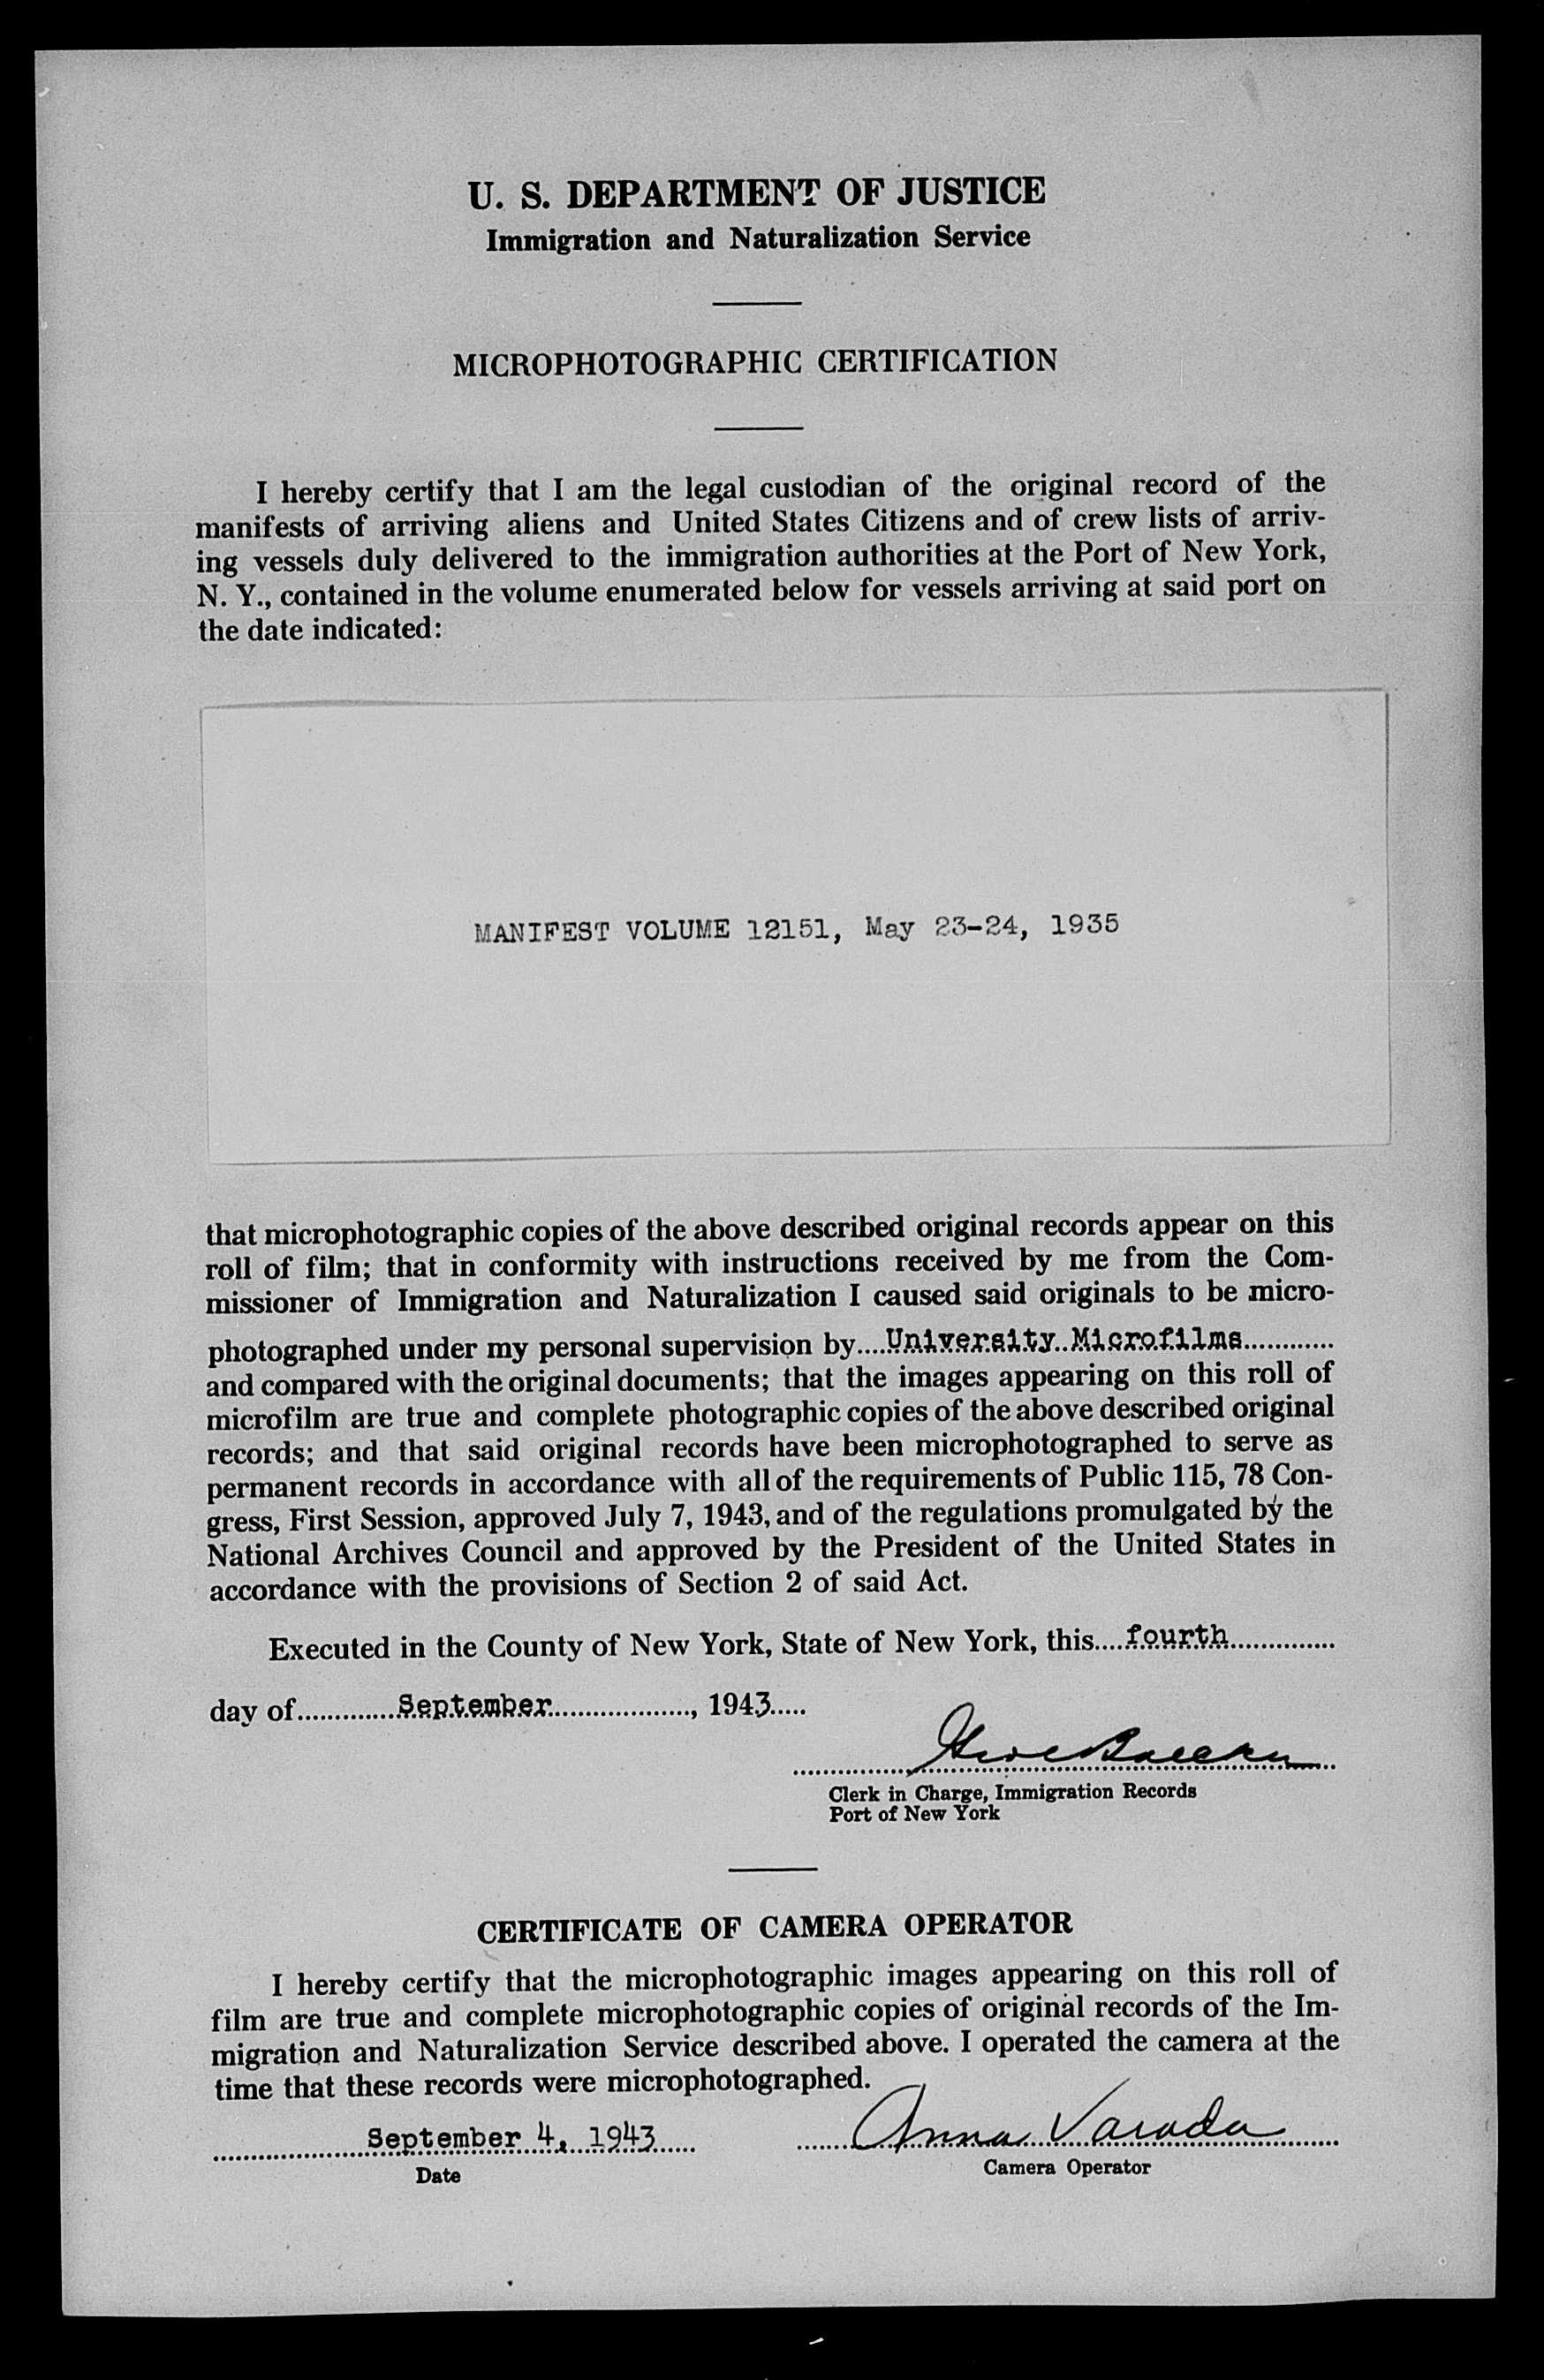 U. S. DEPARTMENT OF JUSTICE
Immigration and Naturalization Service
MICROPHOTOGRAPHIC CERTIFICATION
I hereby certify that I am the legal custodian of the original record of the
manifests of arriving aliens and United States Citizens and of crew lists of arriv-
ing vessels duly delivered to the immigration authorities at the Port of New York,
N. Y., contained in the volume enumerated below for vessels arriving at said port on
the date indicated:
MANIFEST VOLUME 12151, May 23-24, 1935
that microphotographic copies of the above described original records appear on this
roll of film; that in conformity with instructions received by me from the Com-
missioner of Immigration and Naturalization I caused said originals to be micro-
photographed under my personal supervision by....University Microfilms............
and compared with the original documents; that the images appearing on this roll of
microfilm are true and complete photographic copies of the above described original
records; and that said original records have been microphotographed to serve as
permanent records in accordance with all of the requirements of Public 115, 78 Con-
gress, First Session, approved July 7, 1943, and of the regulations promulgated by the
National Archives Council and approved by the President of the United States in
accordance with the provisions of Section 2 of said Act.
Executed in the County of New York, State of New York, this....fourth...............
day of.............September..................., 1943.....
Clerk in Charge, Immigration Records
Port of New York
CERTIFICATE OF CAMERA OPERATOR
I hereby certify that the microphotographic images appearing on this roll of
film are true and complete microphotographic copies of original records of the Im-
migration and Naturalization Service described above. I operated the camera at the
time that these records were microphotographed.
September 4, 1943 Anna Varada
Date Camera Operator